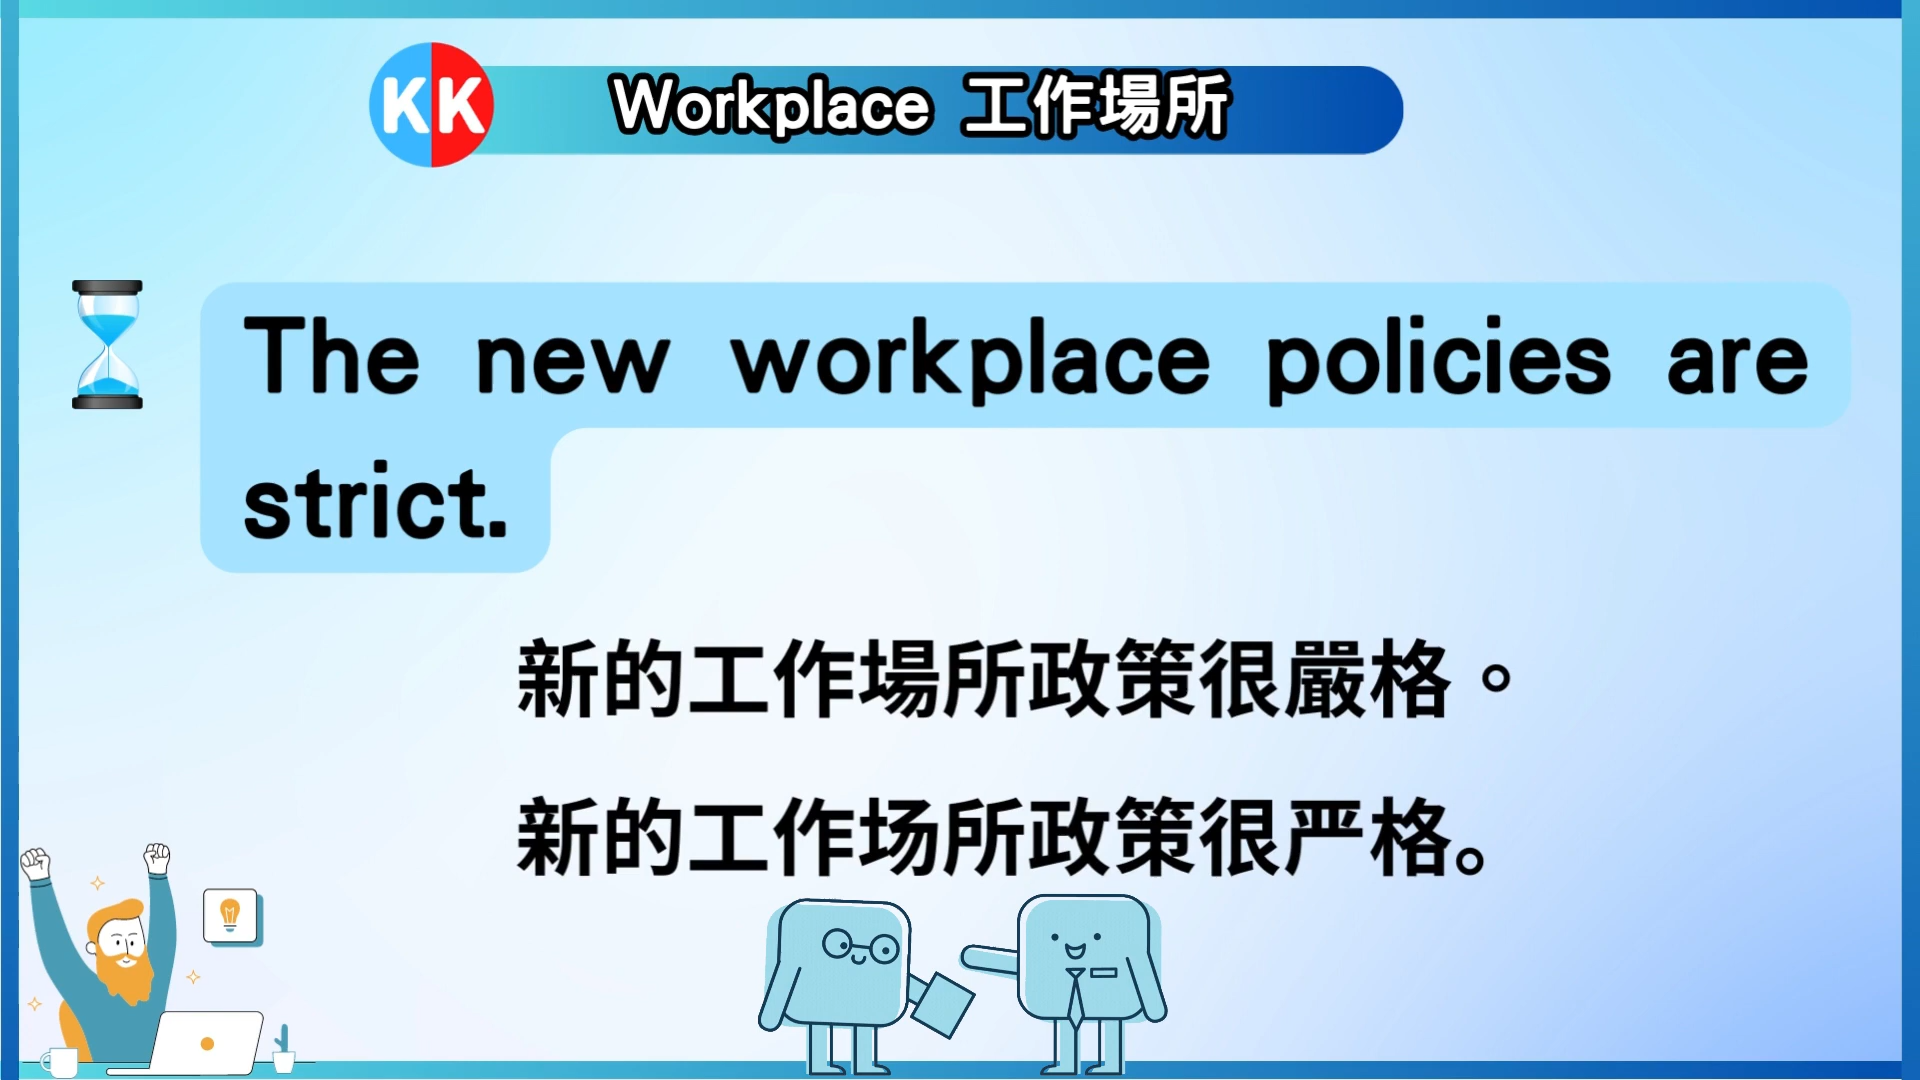 KK
Workplace 工作場所
The new workplace policies are
strict.
新的工作場所政策很嚴格。
新的工作场所政策很严格。